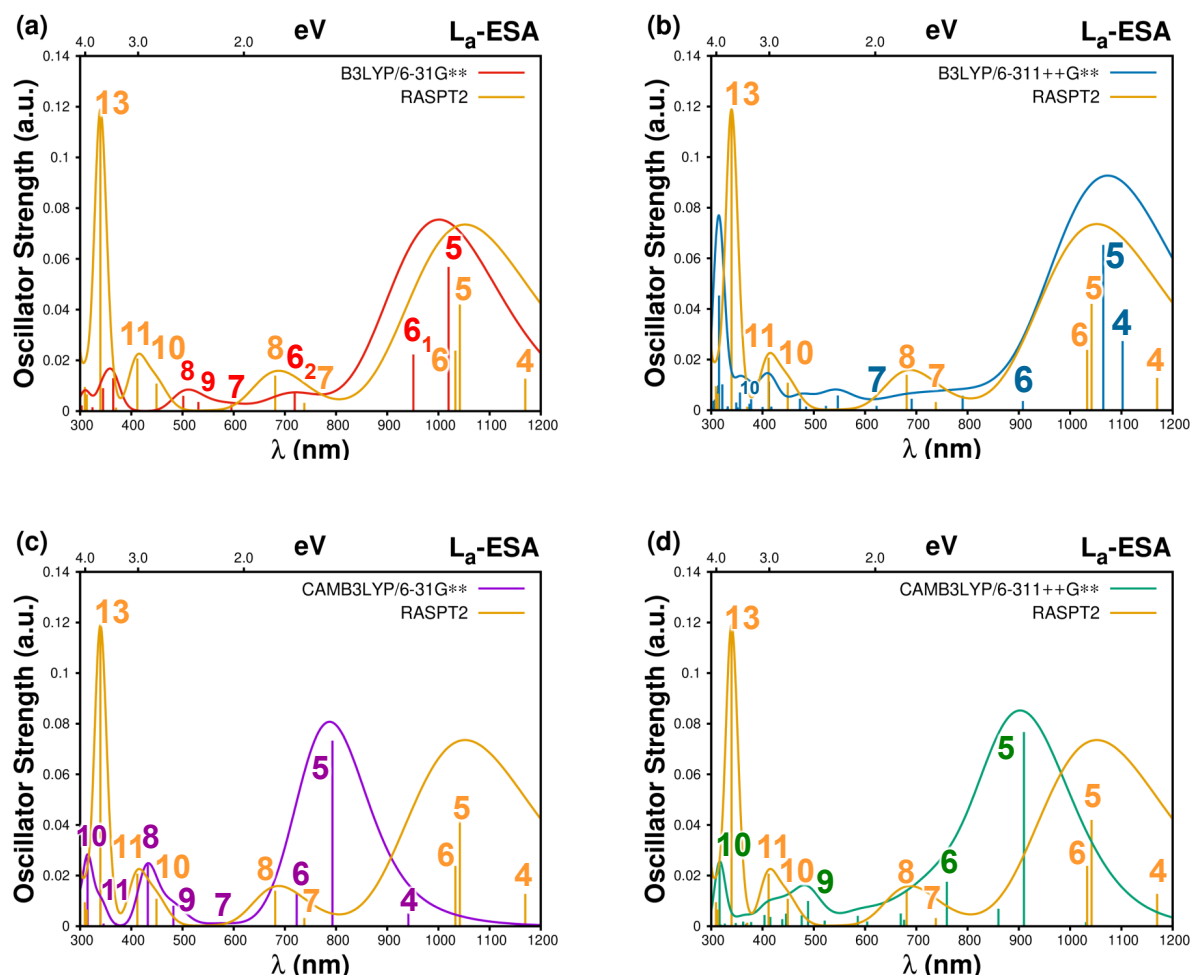 (a) eV Lₐ-ESA
4.0 3.0 2.0
B3LYP/6-31G**
RASPT2
Oscillator Strength (a.u.)
0.14
0.12
0.1
0.08
0.06
0.04
0.02
0
13
11 10
8 9 7
8 6₂ 7
6₁ 5
6 5
4
300 400 500 600 700 800 900 1000 1100 1200
λ (nm)
(b) eV Lₐ-ESA
4.0 3.0 2.0
B3LYP/6-311++G**
RASPT2
Oscillator Strength (a.u.)
0.14
0.12
0.1
0.08
0.06
0.04
0.02
0
13
11 10
10
7 8 7
6
6 5 5
4 4
300 400 500 600 700 800 900 1000 1100 1200
λ (nm)
(c) eV Lₐ-ESA
4.0 3.0 2.0
CAMB3LYP/6-31G**
RASPT2
Oscillator Strength (a.u.)
0.14
0.12
0.1
0.08
0.06
0.04
0.02
0
13
10 11 8
11 10 9
7 8 6 7
5
4
6 5
4
300 400 500 600 700 800 900 1000 1100 1200
λ (nm)
(d) eV Lₐ-ESA
4.0 3.0 2.0
CAMB3LYP/6-311++G**
RASPT2
Oscillator Strength (a.u.)
0.14
0.12
0.1
0.08
0.06
0.04
0.02
0
13
10 11 10 9
8 7 6
5
6 5
4
300 400 500 600 700 800 900 1000 1100 1200
λ (nm)